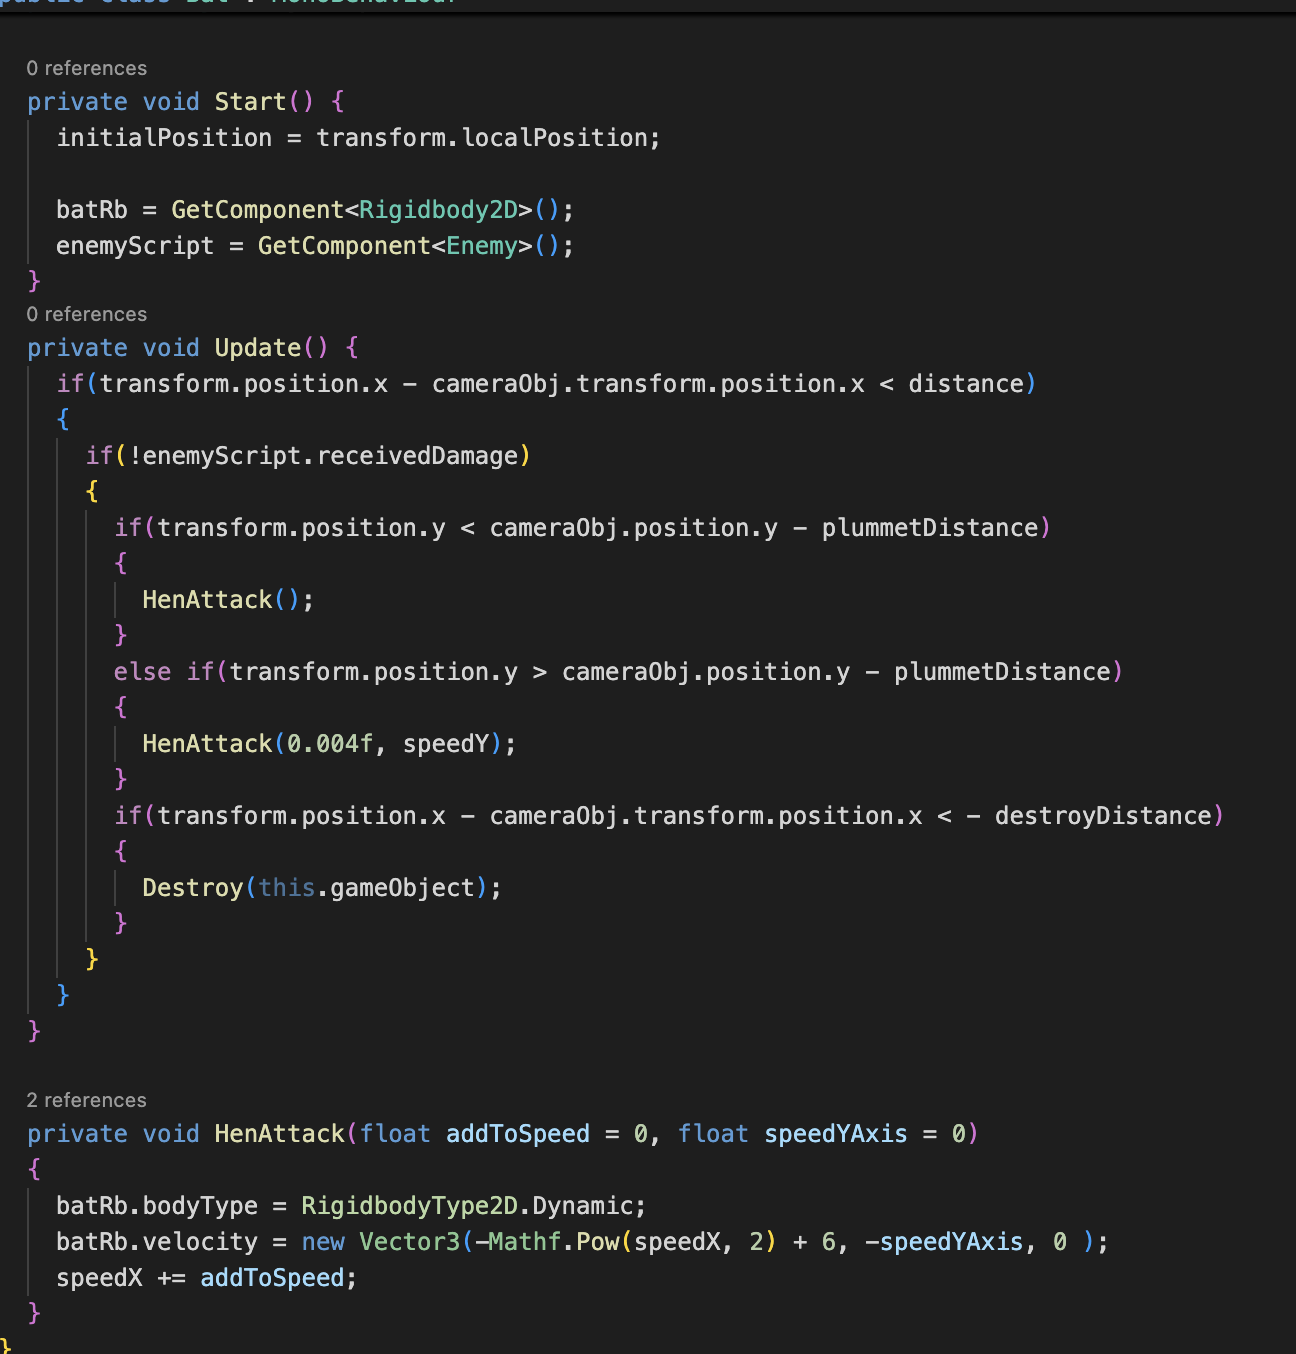 public class Bat : MonoBehaviour
0 references
private void Start() {
initialPosition = transform.localPosition;
batRb = GetComponent<Rigidbody2D>();
enemyScript = GetComponent<Enemy>();
}
0 references
private void Update() {
if(transform.position.x - cameraObj.transform.position.x < distance)
{
if(!enemyScript.receivedDamage)
{
if(transform.position.y < cameraObj.position.y - plummetDistance)
{
HenAttack();
}
else if(transform.position.y > cameraObj.position.y - plummetDistance)
{
HenAttack(0.004f, speedY);
}
if(transform.position.x - cameraObj.transform.position.x < - destroyDistance)
{
Destroy(this.gameObject);
}
}
}
}
2 references
private void HenAttack(float addToSpeed = 0, float speedYAxis = 0)
{
batRb.bodyType = RigidbodyType2D.Dynamic;
batRb.velocity = new Vector3(-Mathf.Pow(speedX, 2) + 6, -speedYAxis, 0 );
speedX += addToSpeed;
}
}